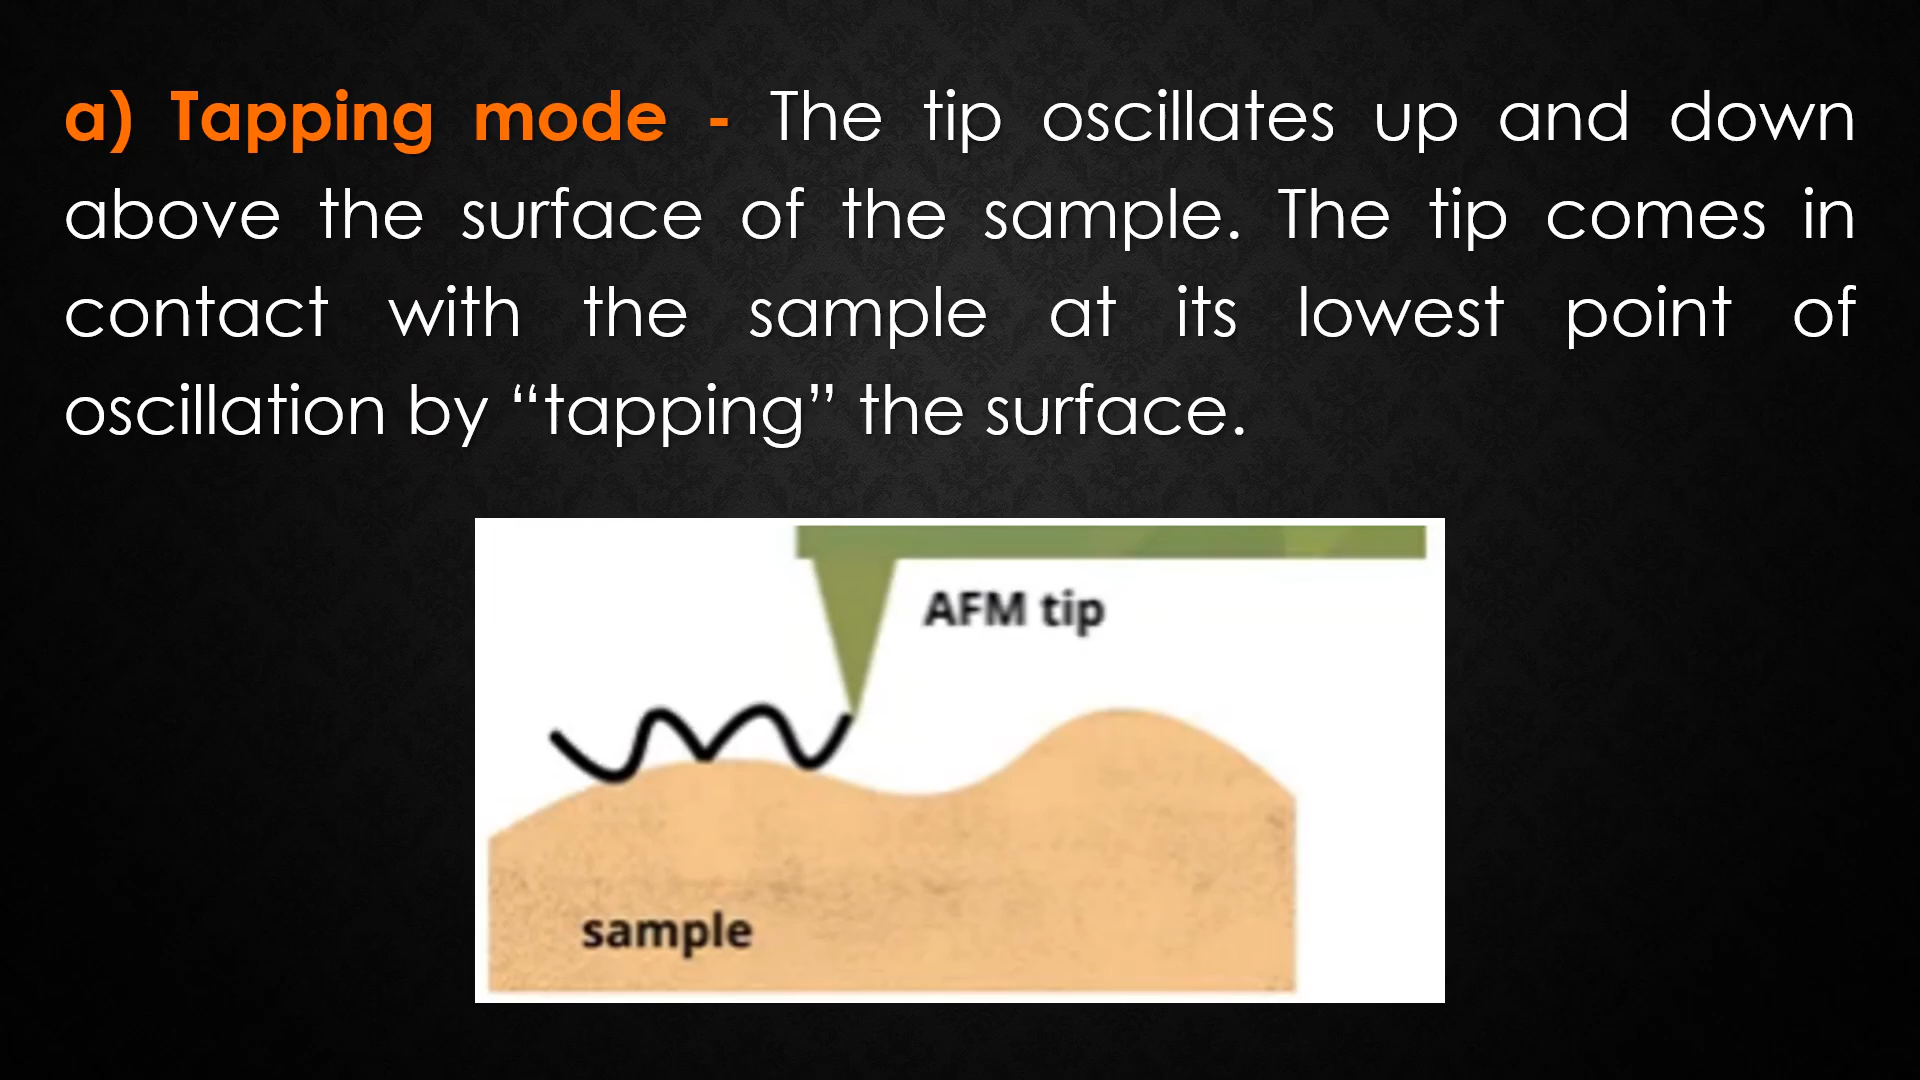 a) Tapping mode - The tip oscillates up and down
above the surface of the sample. The tip comes in
contact with the sample at its lowest point of
oscillation by “tapping” the surface.
AFM tip
sample